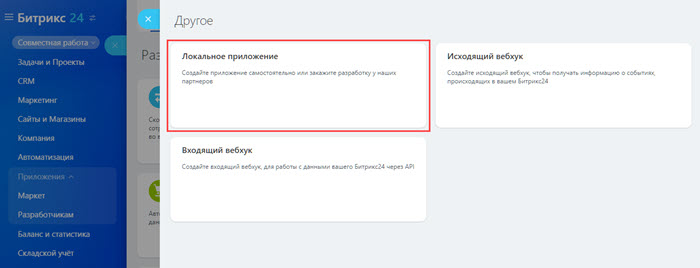 Битрикс 24
Совместная работа
Задачи и Проекты
CRM
Маркетинг
Сайты и Магазины
Компания
Автоматизация
Приложения
Маркет
Разработчикам
Баланс и статистика
Складской учёт
Раз
Ско
сотр
во в
Авто
данн
Другое
Локальное приложение
Создайте приложение самостоятельно или закажите разработку у наших
партнеров
Исходящий вебхук
Создайте исходящий вебхук, чтобы получать информацию о событиях,
происходящих в вашем Битрикс24
Входящий вебхук
Создайте входящий вебхук, для работы с данными вашего Битрикс24 через API